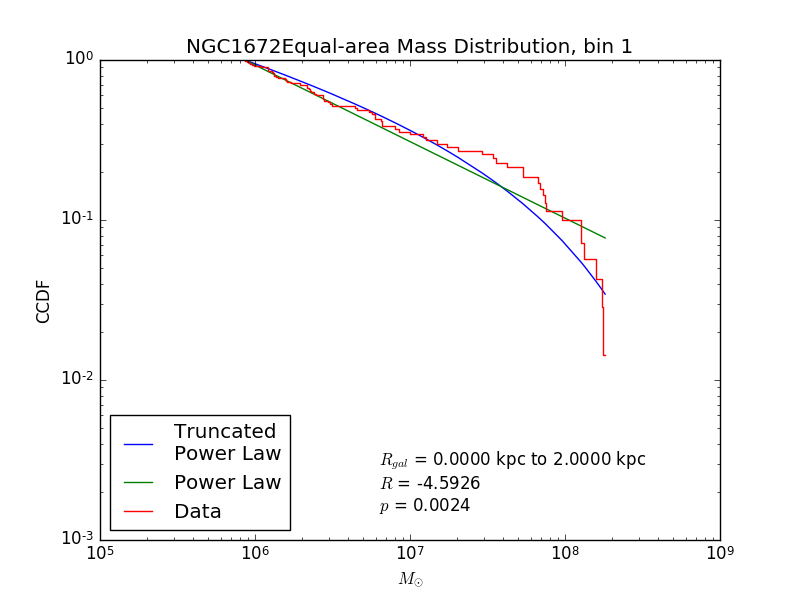 NGC1672Equal-area Mass Distribution, bin 1
10^0
10^-1
10^-2
10^-3
CCDF
Truncated
Power Law
Power Law
Data
R_gal = 0.0000 kpc to 2.0000 kpc
R = -4.5926
p = 0.0024
10^5 10^6 10^7 10^8 10^9
M_⊙